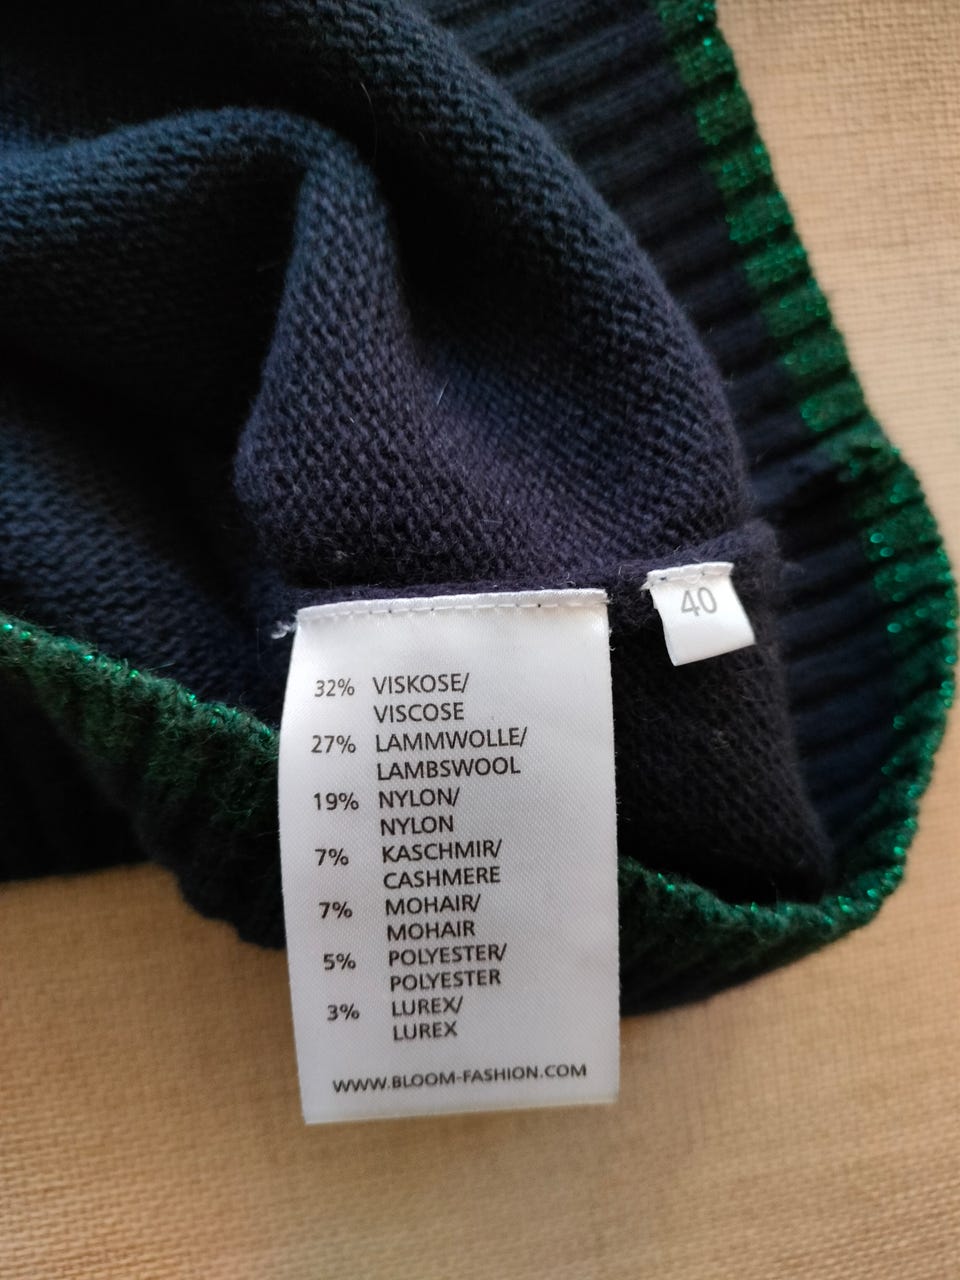 40
32% VISKOSE/
VISCOSE
27% LAMMWOLLE/
LAMBSWOOL
19% NYLON/
NYLON
7% KASCHMIR/
CASHMERE
7% MOHAIR/
MOHAIR
5% POLYESTER/
POLYESTER
3% LUREX/
LUREX
WWW.BLOOM-FASHION.COM